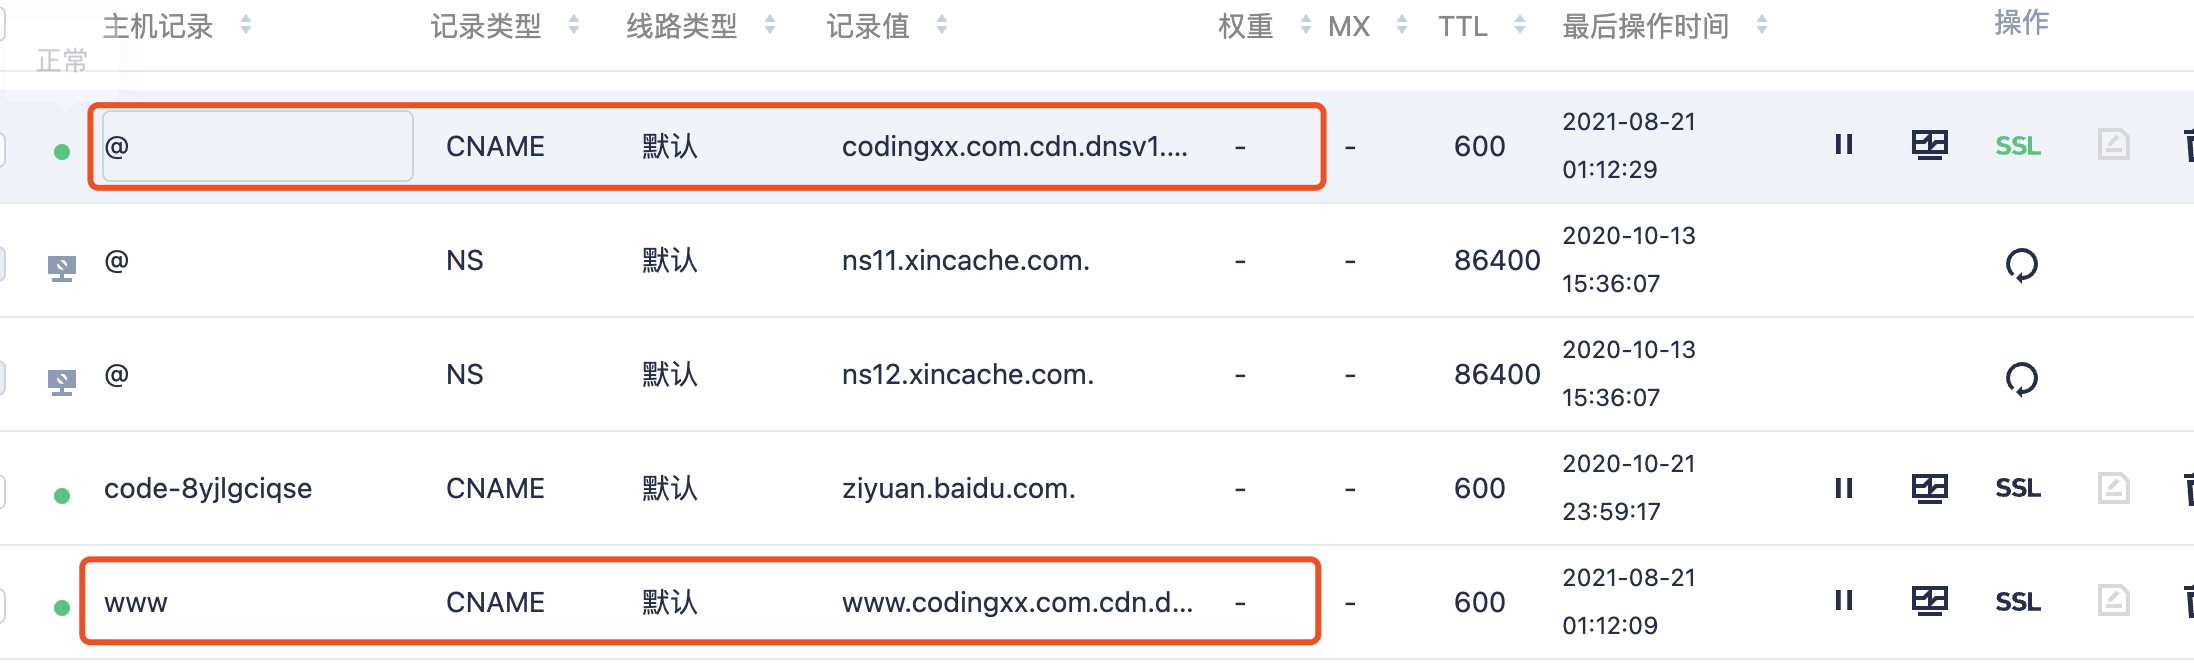 主机记录 记录类型 线路类型 记录值 权重 MX TTL 最后操作时间 操作
正常
@ CNAME 默认 codingxx.com.cdn.dnsv1.... - - 600 2021-08-21 01:12:29 SSL
@ NS 默认 ns11.xincache.com. - - 86400 2020-10-13 15:36:07
@ NS 默认 ns12.xincache.com. - - 86400 2020-10-13 15:36:07
code-8yjlgciqse CNAME 默认 ziyuan.baidu.com. - - 600 2020-10-21 23:59:17 SSL
www CNAME 默认 www.codingxx.com.cdn.d... - - 600 2021-08-21 01:12:09 SSL